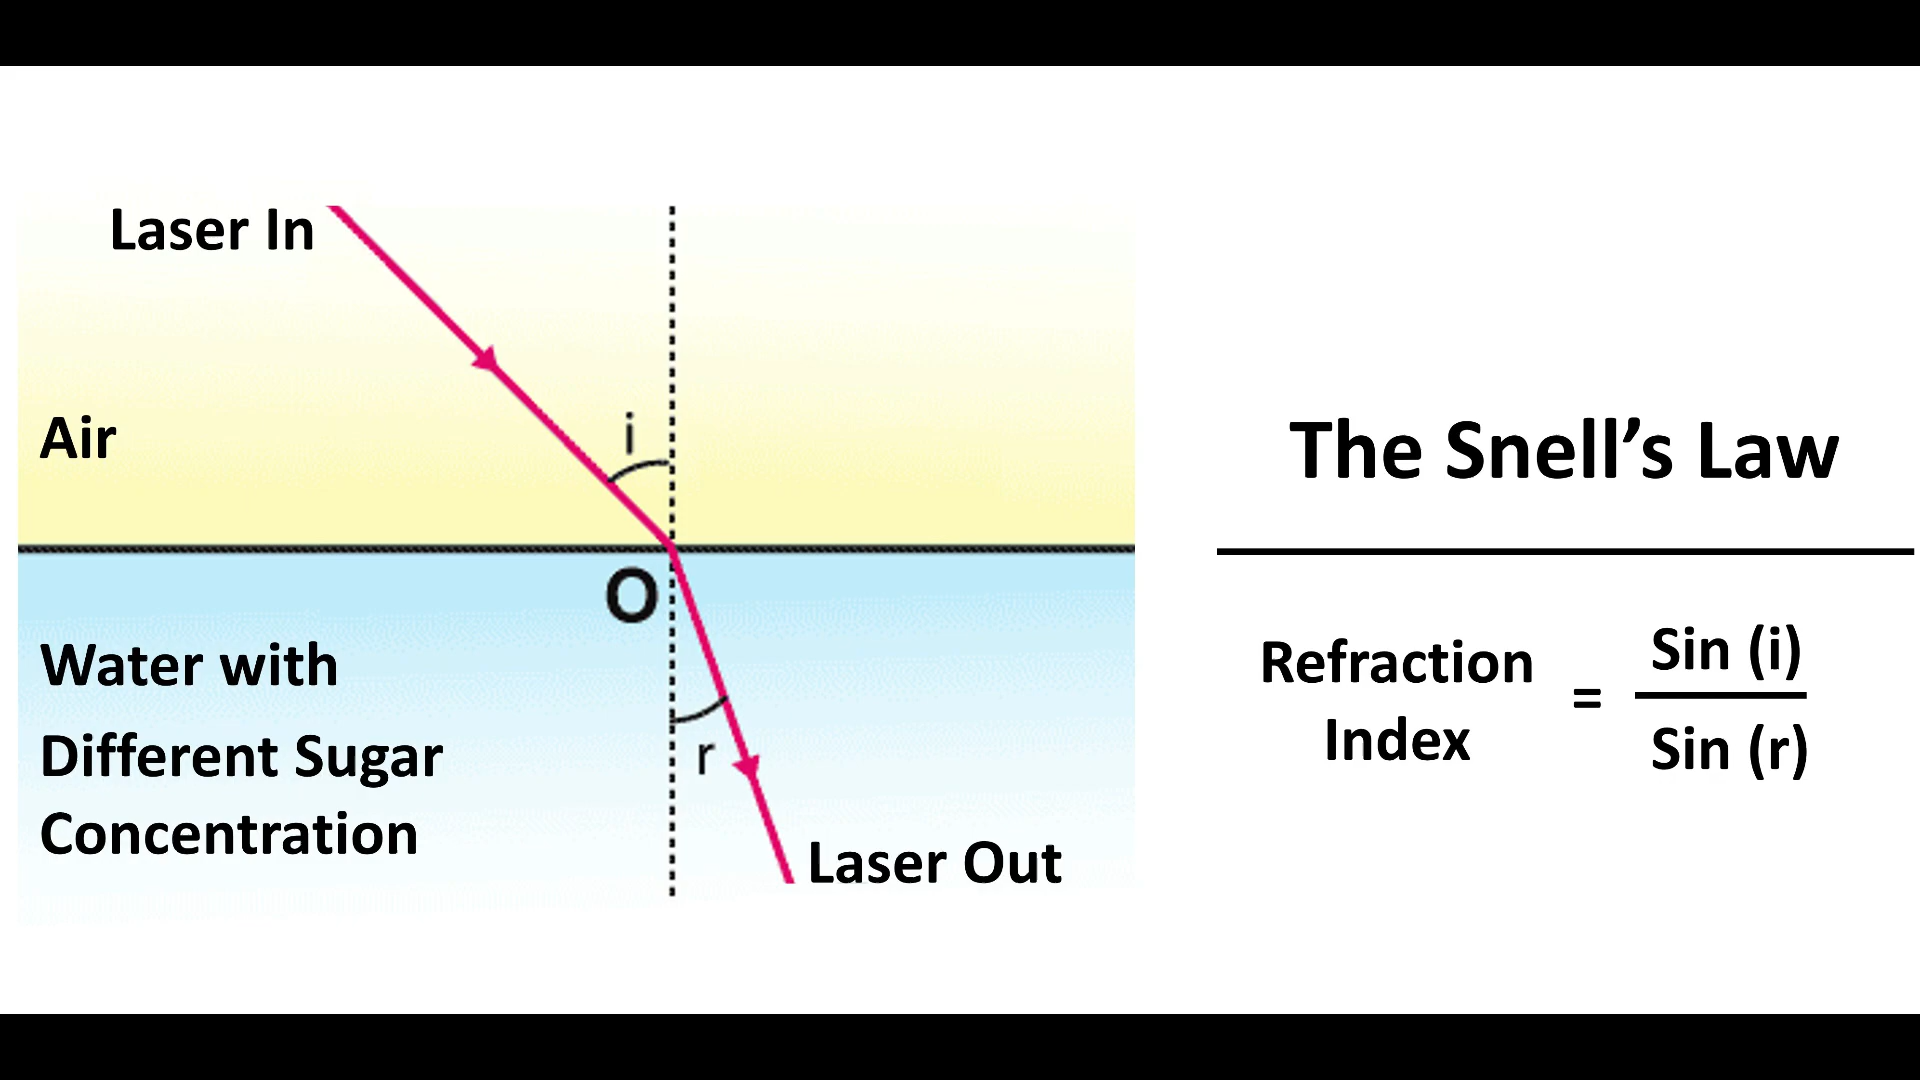 Laser In
Air
i
O
Water with
Different Sugar
Concentration
r
Laser Out
The Snell’s Law
Refraction
Index
=
Sin (i)
Sin (r)